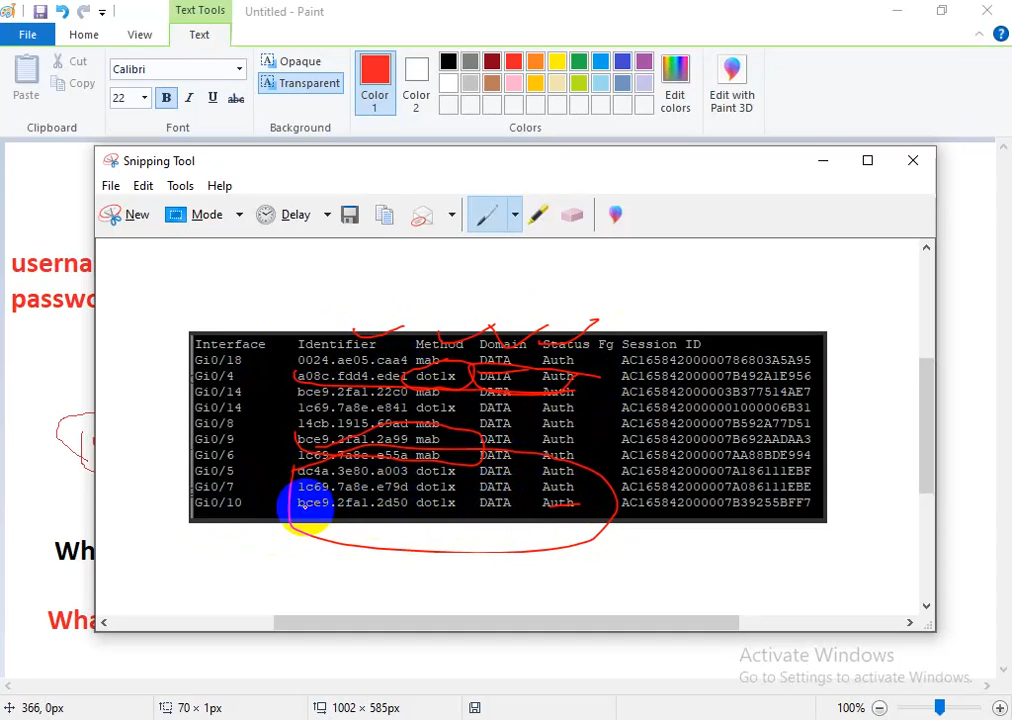 Text Tools
Untitled - Paint
File
Home
View
Text
Paste
Cut
Copy
Clipboard
Calibri
22
B I U abc
Font
Opaque
Transparent
Background
Color 1
Color 2
Edit colors
Edit with Paint 3D
Colors
Snipping Tool
File Edit Tools Help
New
Mode
Delay
userna
passwo
Interface Identifier Method Domain Status Fg Session ID
Gi0/18 0024.ae05.caa4 mab DATA Auth AC165842000000786803A5A95
Gi0/4 a08c.fdd4.ede1 dot1x DATA Auth AC165842000007B492A1E956
Gi0/14 bce9.2fa1.22c0 mab DATA Auth AC165842000003B377514AE7
Gi0/14 1c69.7a8e.e841 dot1x DATA Auth AC1658420000001000006B31
Gi0/8 14cb.1915.69ad mab DATA Auth AC165842000007B592A77D51
Gi0/9 bce9.2fa1.2a99 mab DATA Auth AC165842000007B692AADAA3
Gi0/6 1c69.7a8e.e55a mab DATA Auth AC165842000007AA88BDE994
Gi0/5 dc4a.3e80.a003 dot1x DATA Auth AC165842000007A186111EBF
Gi0/7 1c69.7a8e.e79d dot1x DATA Auth AC165842000007A086111EBE
Gi0/10 bce9.2fa1.2d50 dot1x DATA Auth AC165842000007B39255BFF7
Wh
Wha
Activate Windows
Go to Settings to activate Windows.
366, 0px
70 × 1px
1002 × 585px
100%